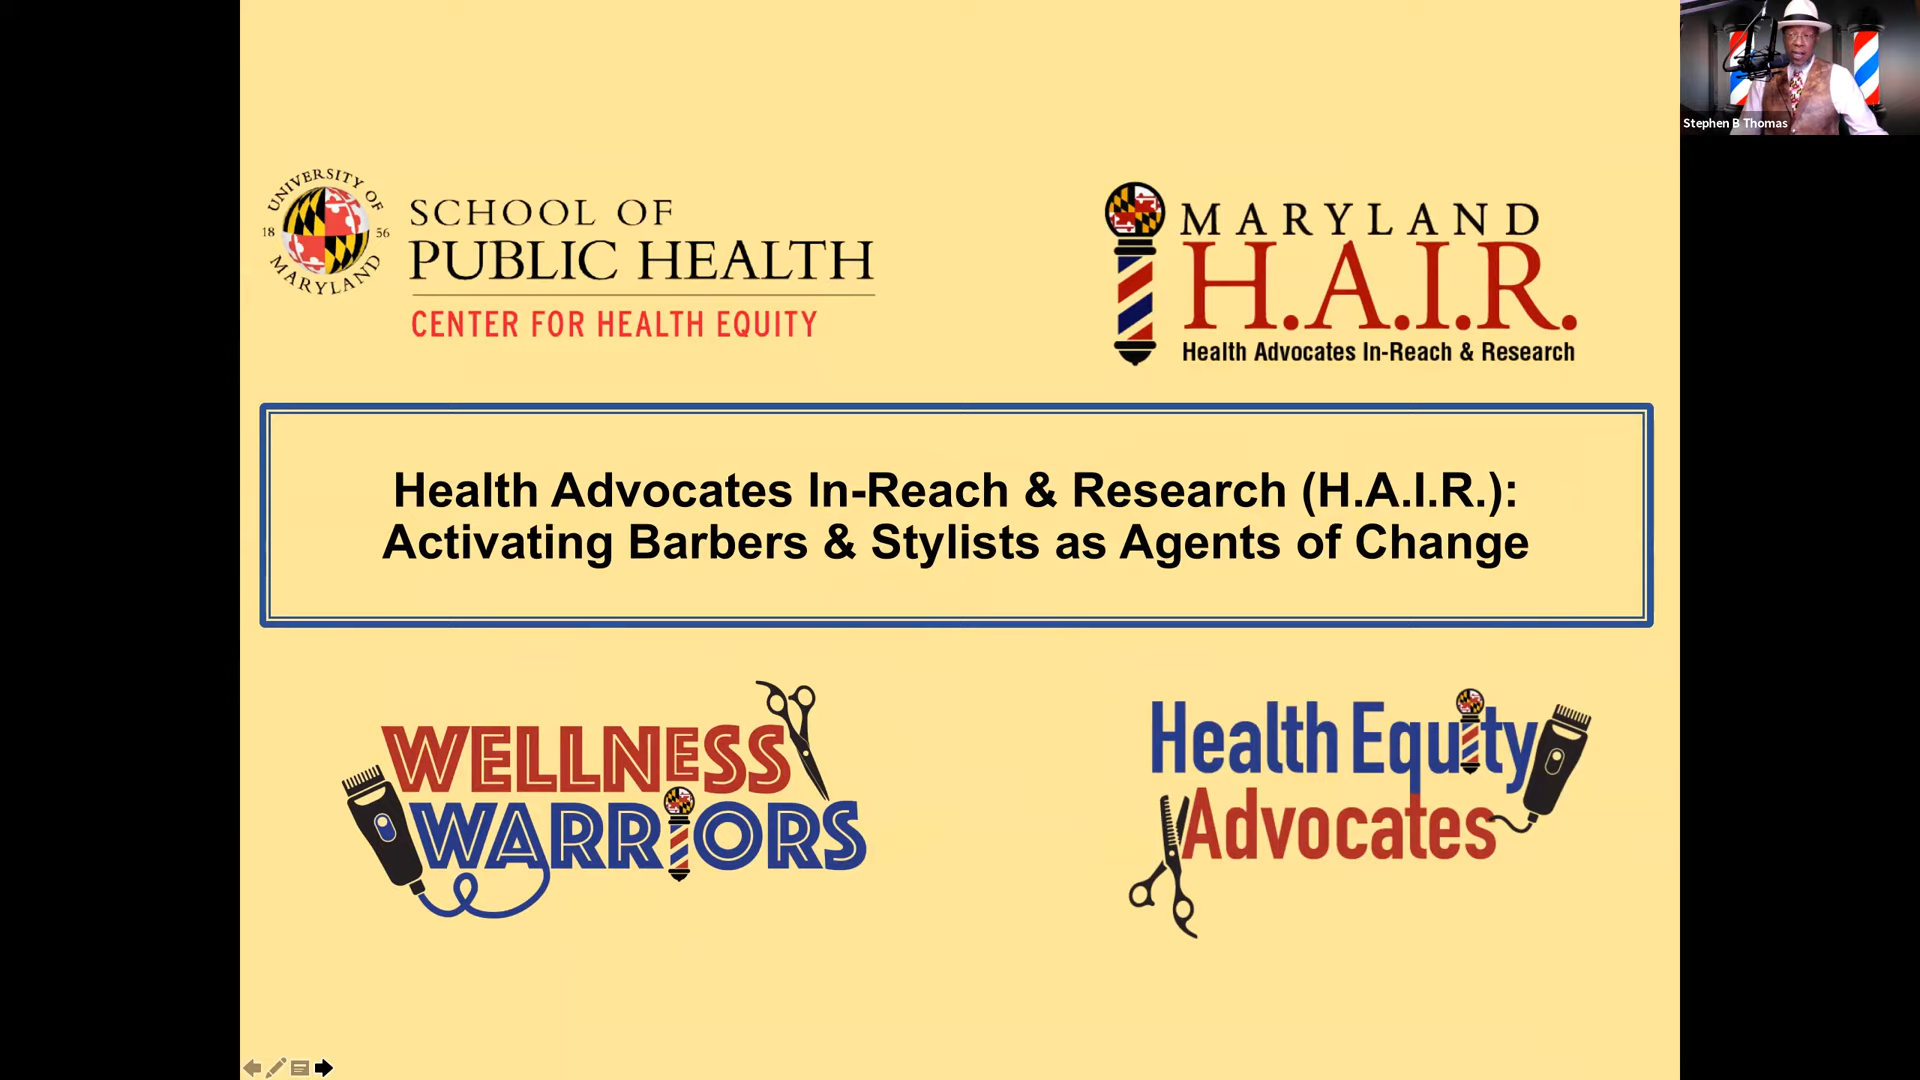 Stephen B Thomas
UNIVERSITY OF
18 56
MARYLAND
SCHOOL OF
PUBLIC HEALTH
CENTER FOR HEALTH EQUITY
MARYLAND
H.A.I.R.
Health Advocates In-Reach & Research
Health Advocates In-Reach & Research (H.A.I.R.):
Activating Barbers & Stylists as Agents of Change
WELLNESS
WARRIORS
Health Equity
Advocates